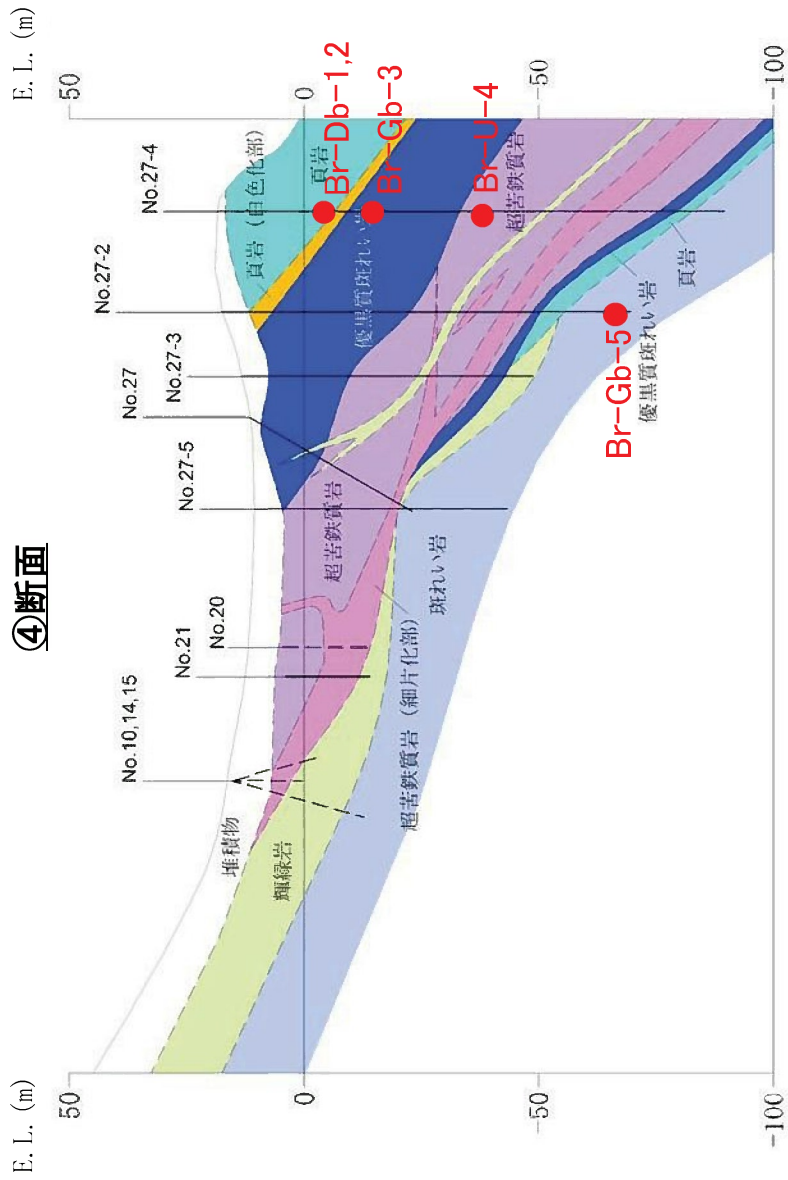 ④断面
E.L. (m)
50
0
-50
-100
E.L. (m)
50
0
-50
-100
No.10,14,15
No.21
No.20
No.27-5
No.27
No.27-3
No.27-2
No.27-4
堆積物
輝緑岩
超苦鉄質岩（細片化部）
斑れい岩
超苦鉄質岩
優黒質斑れい岩
頁岩（白色化部）
頁岩
超苦鉄質岩
頁岩
優黒質斑れい岩
Br-Db-1,2
Br-Gb-3
Br-U-4
Br-Gb-5